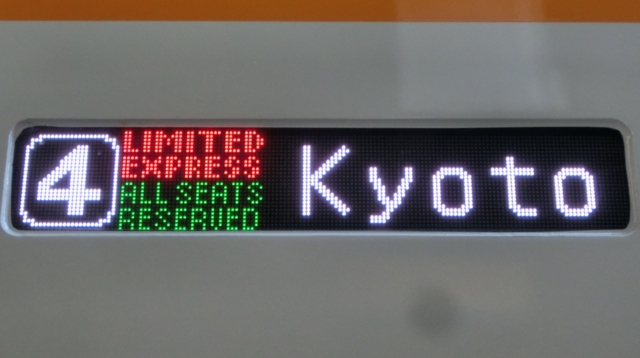 4
LIMITED
EXPRESS
ALL SEATS
RESERVED
Kyoto